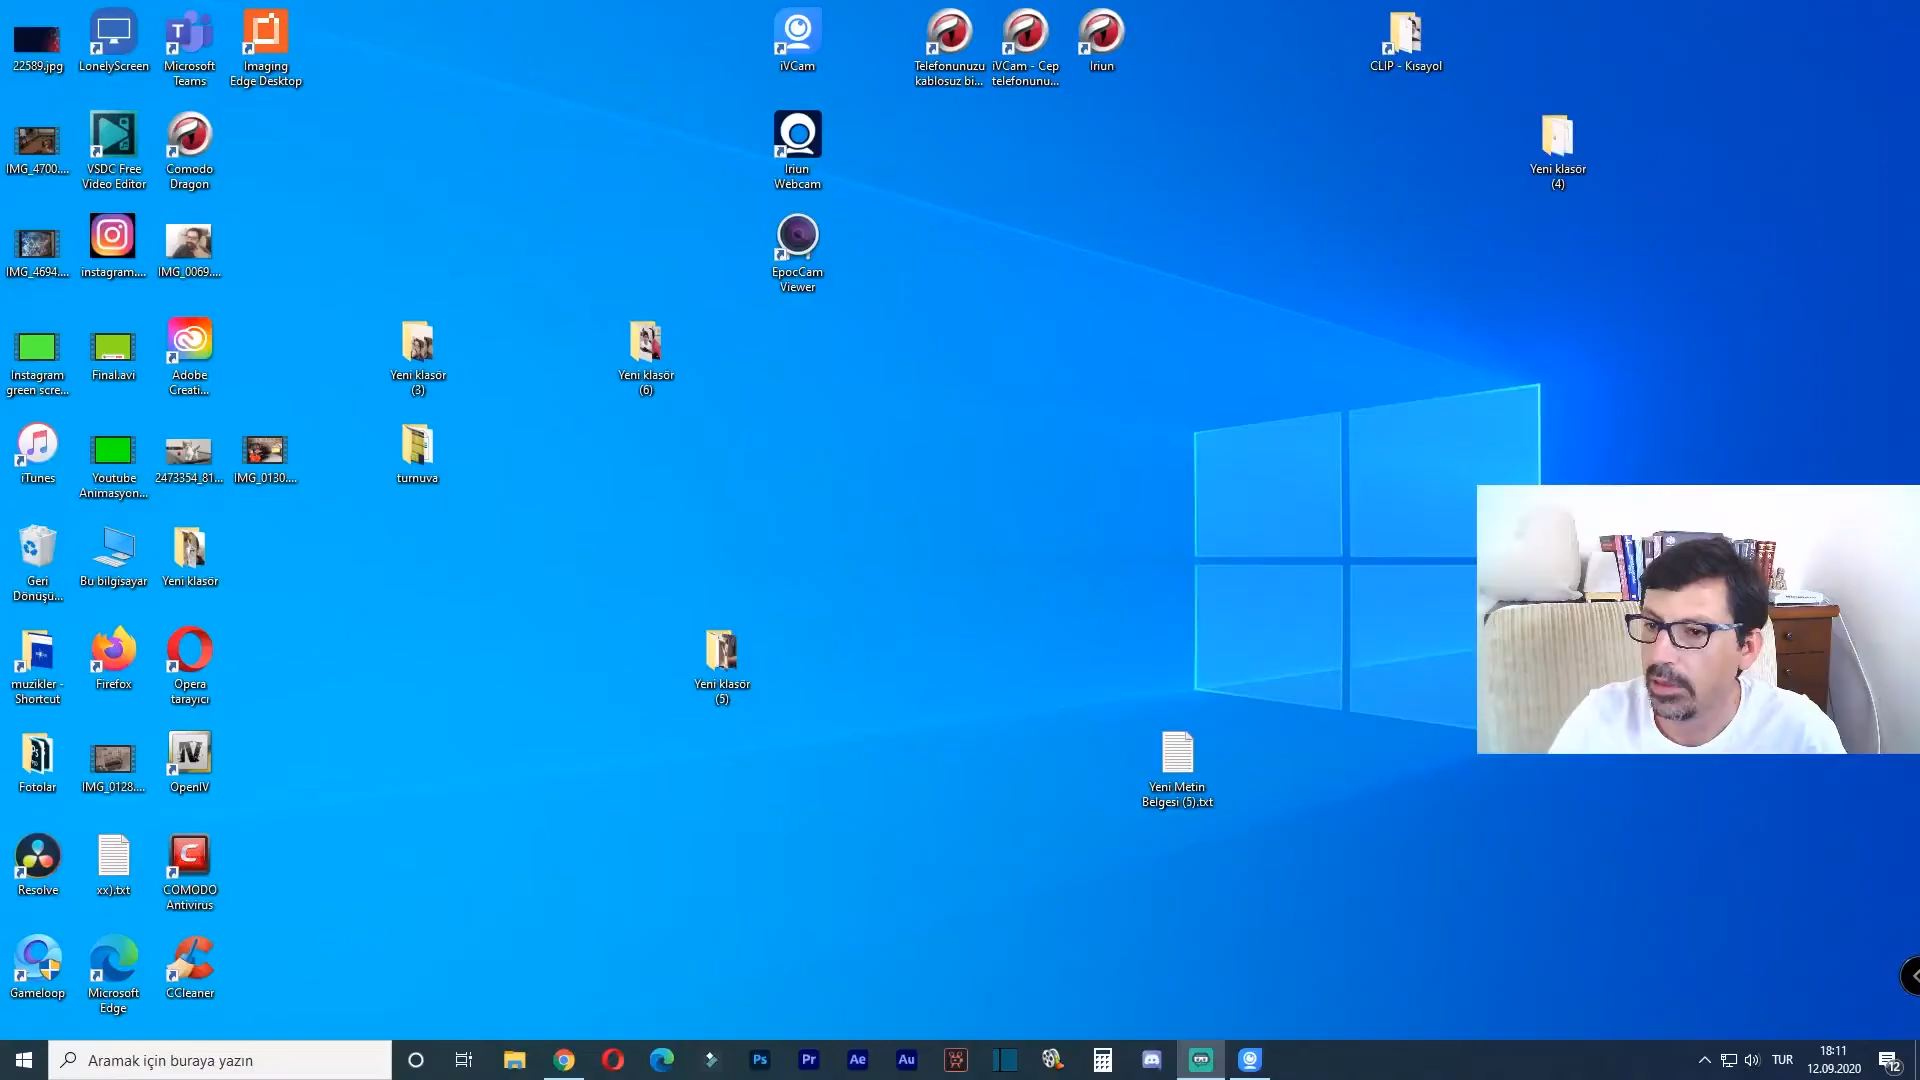 22589.jpg
LonelyScreen
Microsoft
Teams
Imaging
Edge Desktop
iVCam
Telefonunuzu
kablosuz bi...
iVCam - Cep
telefonunu...
Iriun
CLIP - Kısayol
IMG_4700....
VSDC Free
Video Editor
Comodo
Dragon
Iriun
Webcam
Yeni klasör
(4)
IMG_4694....
instagram....
IMG_0069....
EpocCam
Viewer
Instagram
green scre...
Final.avi
Adobe
Creati...
Yeni klasör
(3)
Yeni klasör
(6)
iTunes
Youtube
Animasyon...
2473354_81...
IMG_0130....
turnuva
Geri
Dönüşü...
Bu bilgisayar
Yeni klasör
muzikler -
Shortcut
Firefox
Opera
tarayıcı
Yeni klasör
(5)
Fotolar
IMG_0128....
OpenIV
Yeni Metin
Belgesi (5).txt
Resolve
xx).txt
COMODO
Antivirus
Gameloop
Microsoft
Edge
CCleaner
Aramak için buraya yazın
Ps
Pr
Ae
Au
TUR
18:11
12.09.2020
12